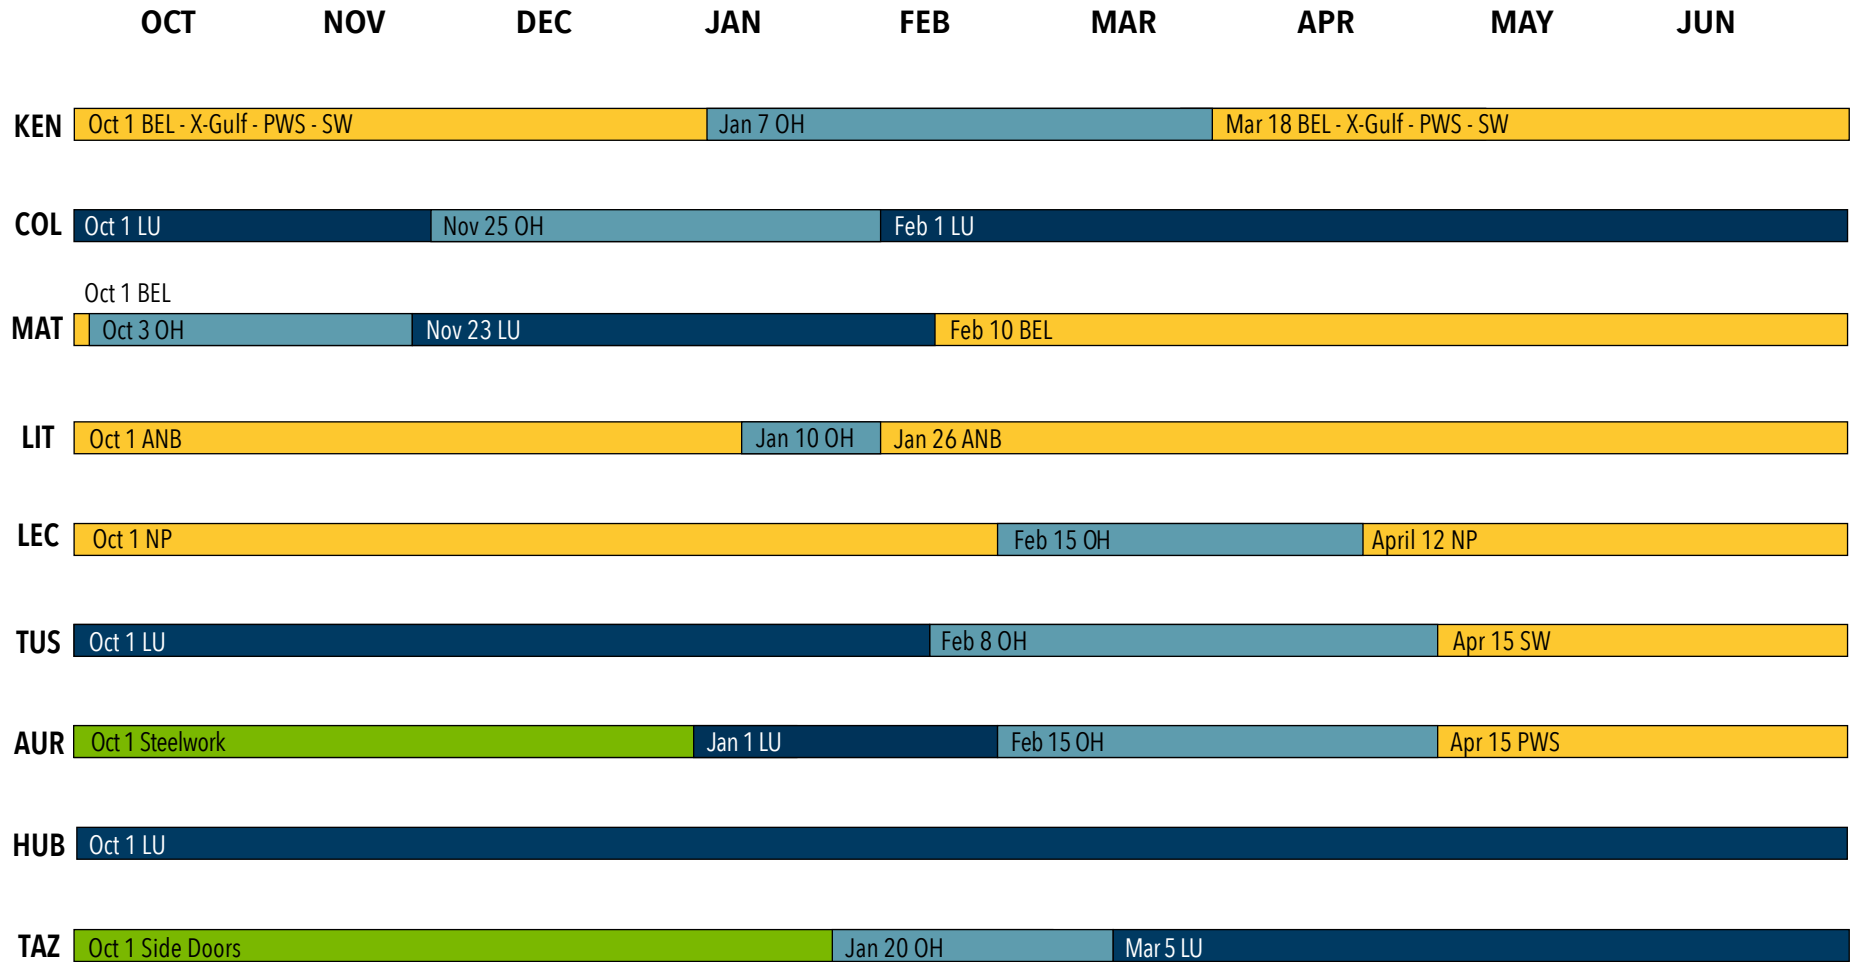 OCT NOV DEC JAN FEB MAR APR MAY JUN
KEN Oct 1 BEL - X-Gulf - PWS - SW Jan 7 OH Mar 18 BEL - X-Gulf - PWS - SW
COL Oct 1 LU Nov 25 OH Feb 1 LU
Oct 1 BEL
MAT Oct 3 OH Nov 23 LU Feb 10 BEL
LIT Oct 1 ANB Jan 10 OH Jan 26 ANB
LEC Oct 1 NP Feb 15 OH April 12 NP
TUS Oct 1 LU Feb 8 OH Apr 15 SW
AUR Oct 1 Steelwork Jan 1 LU Feb 15 OH Apr 15 PWS
HUB Oct 1 LU
TAZ Oct 1 Side Doors Jan 20 OH Mar 5 LU